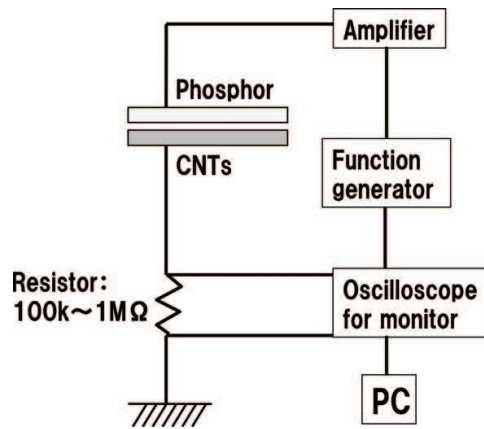 Amplifier
Phosphor
CNTs
Function
generator
Resistor:
100k～1MΩ
Oscilloscope
for monitor
PC